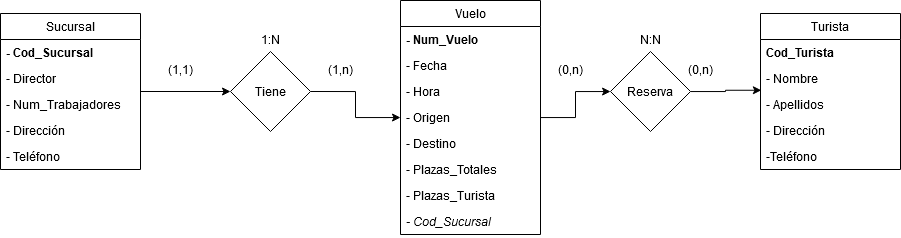 Sucursal
- Cod_Sucursal
- Director
- Num_Trabajadores
- Dirección
- Teléfono
(1,1)
1:N
Tiene
(1,n)
Vuelo
- Num_Vuelo
- Fecha
- Hora
- Origen
- Destino
- Plazas_Totales
- Plazas_Turista
- Cod_Sucursal
(0,n)
N:N
Reserva
(0,n)
Turista
Cod_Turista
- Nombre
- Apellidos
- Dirección
-Teléfono